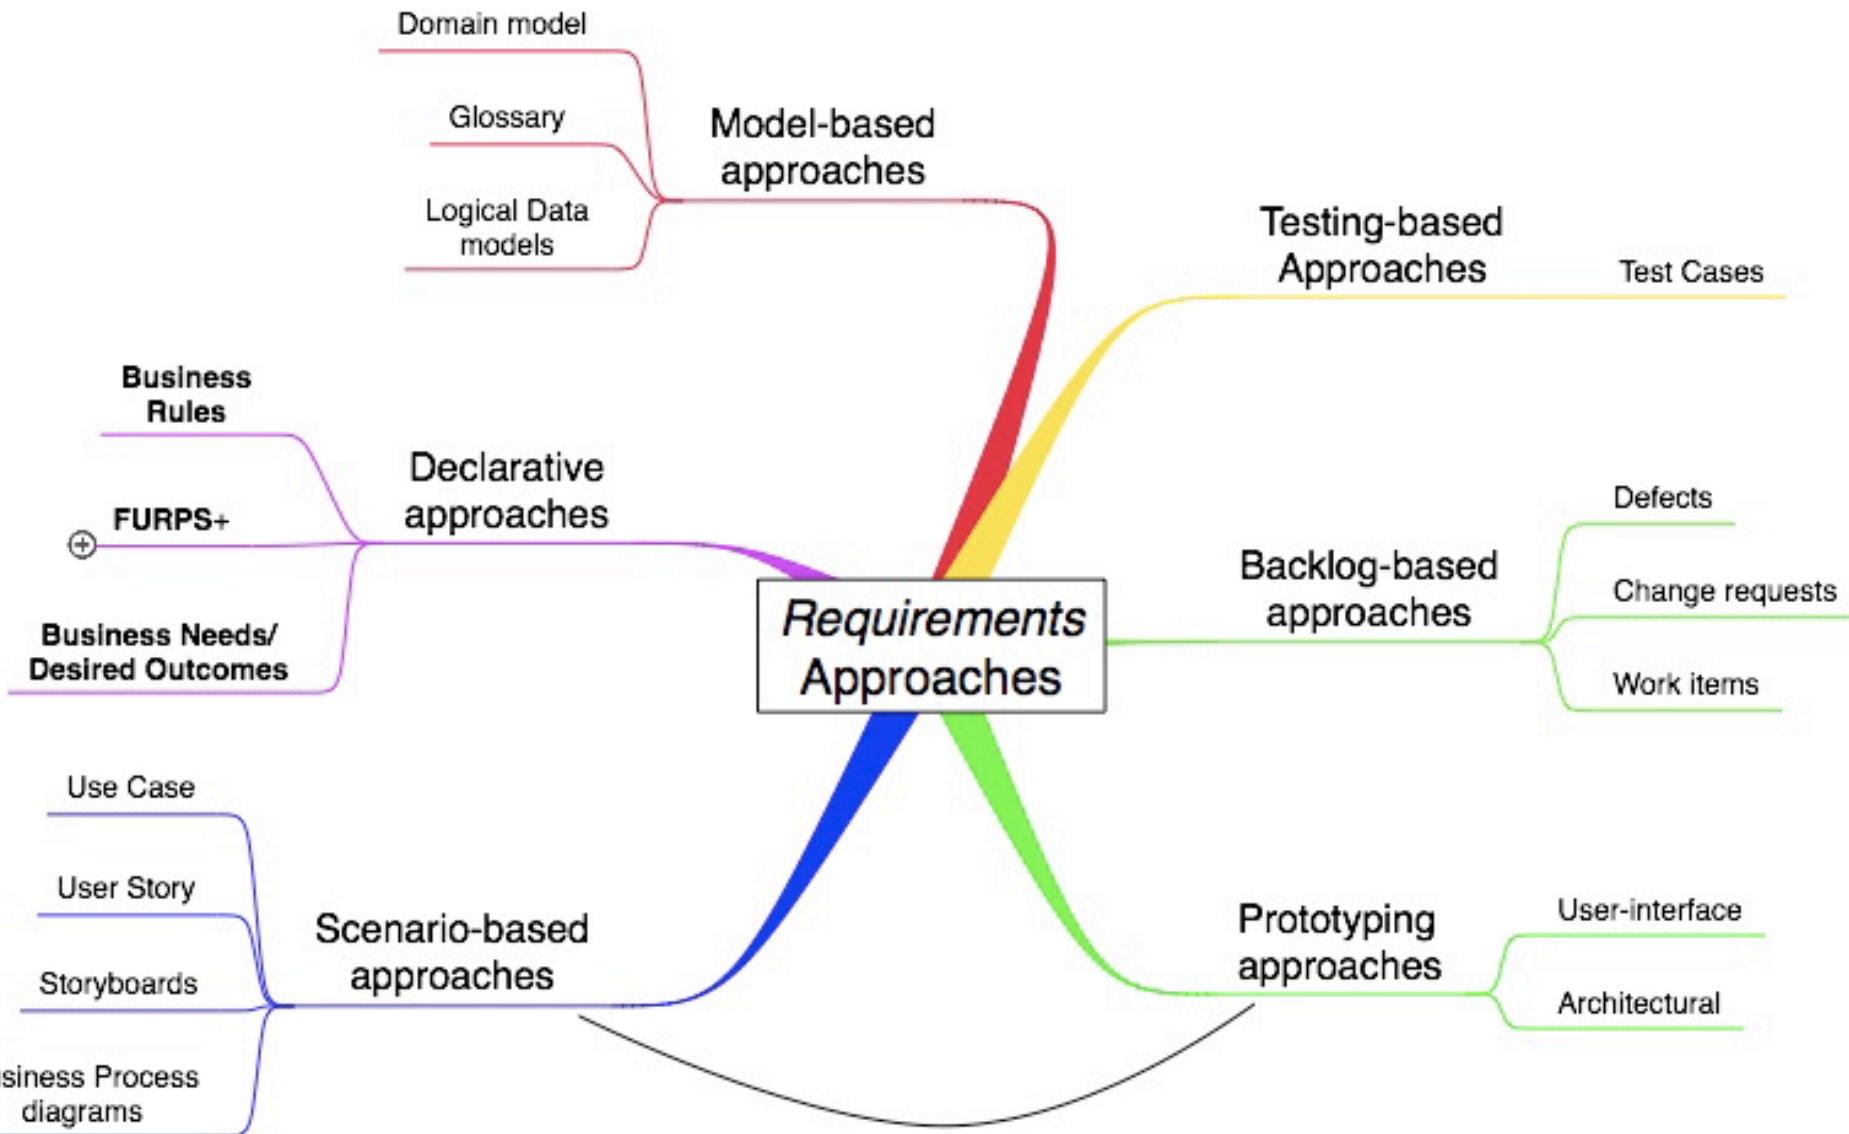 Domain model
Glossary
Logical Data
models
Model-based
approaches
Testing-based
Approaches
Test Cases
Business
Rules
FURPS+
Business Needs/
Desired Outcomes
Declarative
approaches
Requirements
Approaches
Backlog-based
approaches
Defects
Change requests
Work items
Use Case
User Story
Storyboards
Process
diagrams
Scenario-based
approaches
Prototyping
approaches
User-interface
Architectural